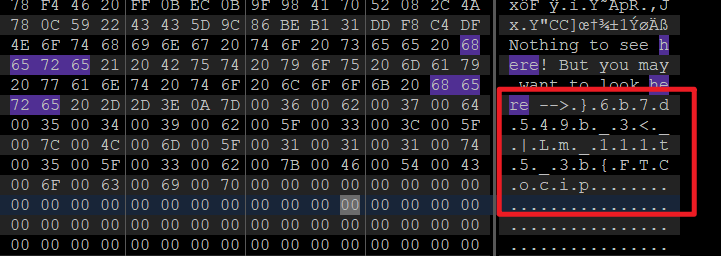 78 F4 46 20 FF 0B EC 0B 9F 98 41 70 52 08 2C 4A xôF ÿ.ì.Ÿ˜ApR.,J
78 0C 59 22 43 43 5D 9C 86 BE B1 31 DD F8 C4 DF x.Y"CC]œ†¾±1ÝøÄß
4E 6F 74 68 69 6E 67 20 74 6F 20 73 65 65 20 68 Nothing to see h
65 72 65 21 20 42 75 74 20 79 6F 75 20 6D 61 79 ere! But you may
20 77 61 6E 74 20 74 6F 20 6C 6F 6F 6B 20 68 65 want to look he
72 65 20 2D 2D 3E 0A 7D 00 36 00 62 00 37 00 64 re -->.}.6.b.7.d
00 35 00 34 00 39 00 62 00 5F 00 33 00 3C 00 5F .5.4.9.b._.3.<._
00 7C 00 4C 00 6D 00 5F 00 31 00 31 00 31 00 74 .|.L.m._.1.1.1.t
00 35 00 5F 00 33 00 62 00 7B 00 46 00 54 00 43 .5._.3.b.{.F.T.C
00 6F 00 63 00 69 00 70 00 00 00 00 00 00 00 00 .o.c.i.p........
00 00 00 00 00 00 00 00 00 00 00 00 00 00 00 00 ................
00 00 00 00 00 00 00 00 00 00 00 00 00 00 00 00 ................
00 00 00 00 00 00 00 00 00 00 00 00 00 00 00 00 ................